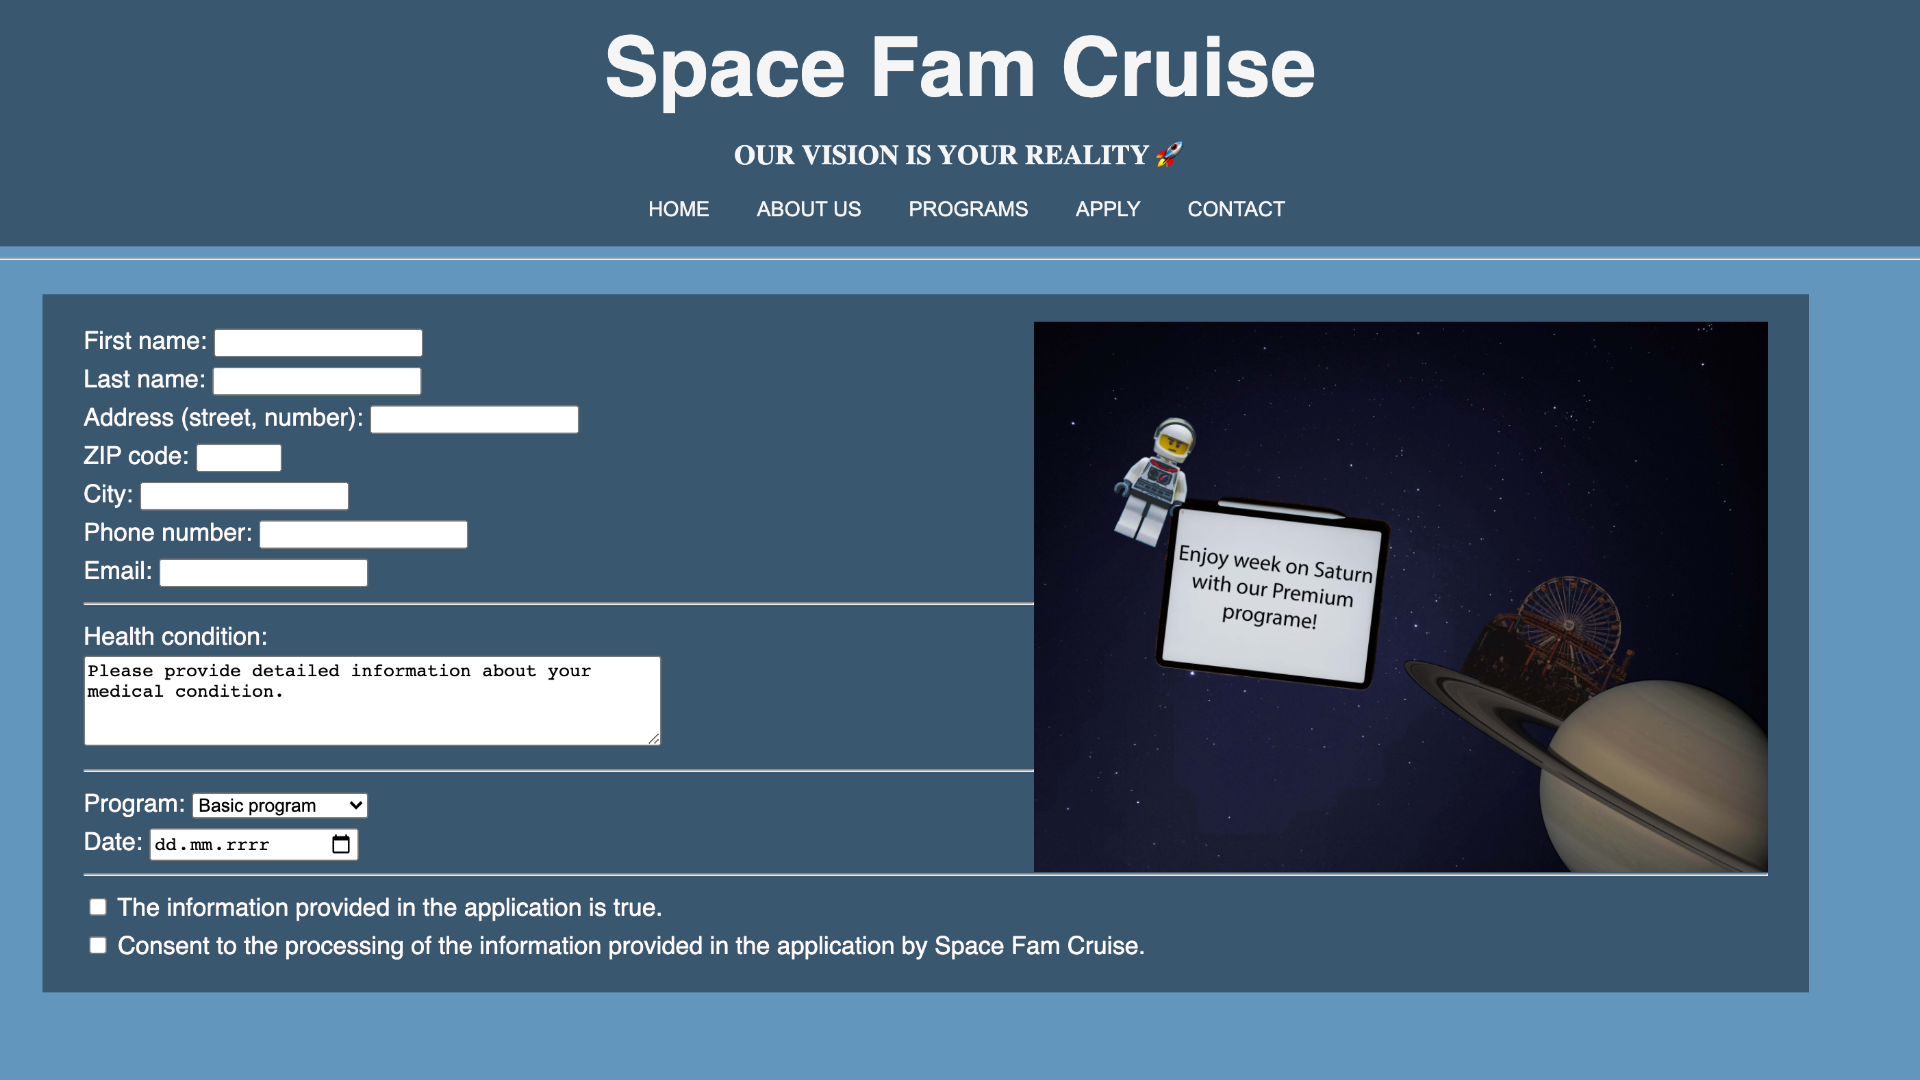 Space Fam Cruise
OUR VISION IS YOUR REALITY 🚀
HOME ABOUT US PROGRAMS APPLY CONTACT
First name:
Last name:
Address (street, number):
ZIP code:
City:
Phone number:
Email:
Health condition:
Please provide detailed information about your
medical condition.
Program: Basic program
Date: dd.mm.rrrr
The information provided in the application is true.
Consent to the processing of the information provided in the application by Space Fam Cruise.
Enjoy week on Saturn
with our Premium
programe!